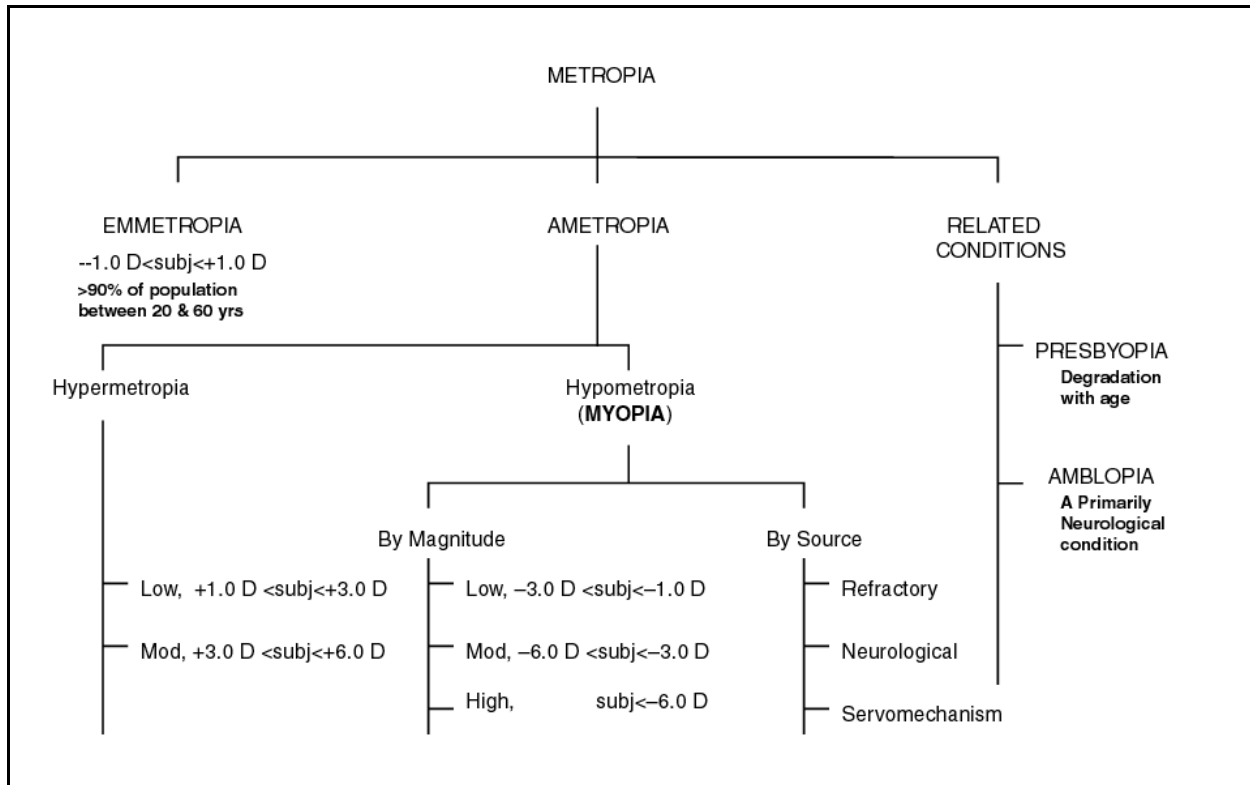 METROPIA
EMMETROPIA
--1.0 D<subj<+1.0 D
>90% of population
between 20 & 60 yrs
AMETROPIA
RELATED
CONDITIONS
Hypermetropia
Hypometropia
(MYOPIA)
PRESBYOPIA
Degradation
with age
AMBLOPIA
A Primarily
Neurological
condition
By Magnitude
By Source
Low, +1.0 D <subj<+3.0 D
Mod, +3.0 D <subj<+6.0 D
Low, –3.0 D <subj<–1.0 D
Mod, –6.0 D <subj<–3.0 D
High, subj<–6.0 D
Refractory
Neurological
Servomechanism